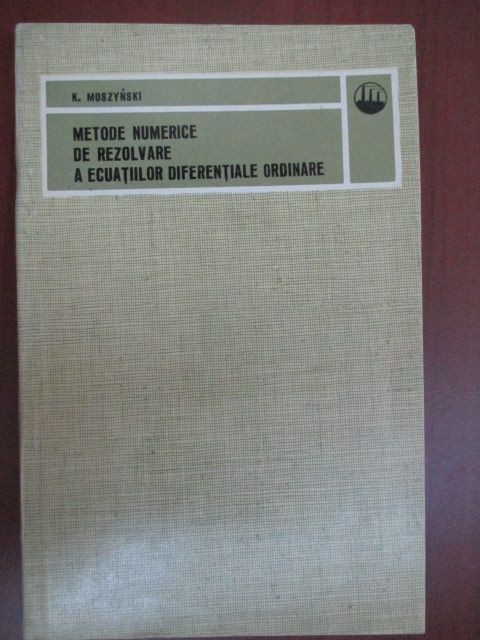 K. MOSZYŃSKI
METODE NUMERICE
DE REZOLVARE
A ECUAȚIILOR DIFERENȚIALE ORDINARE